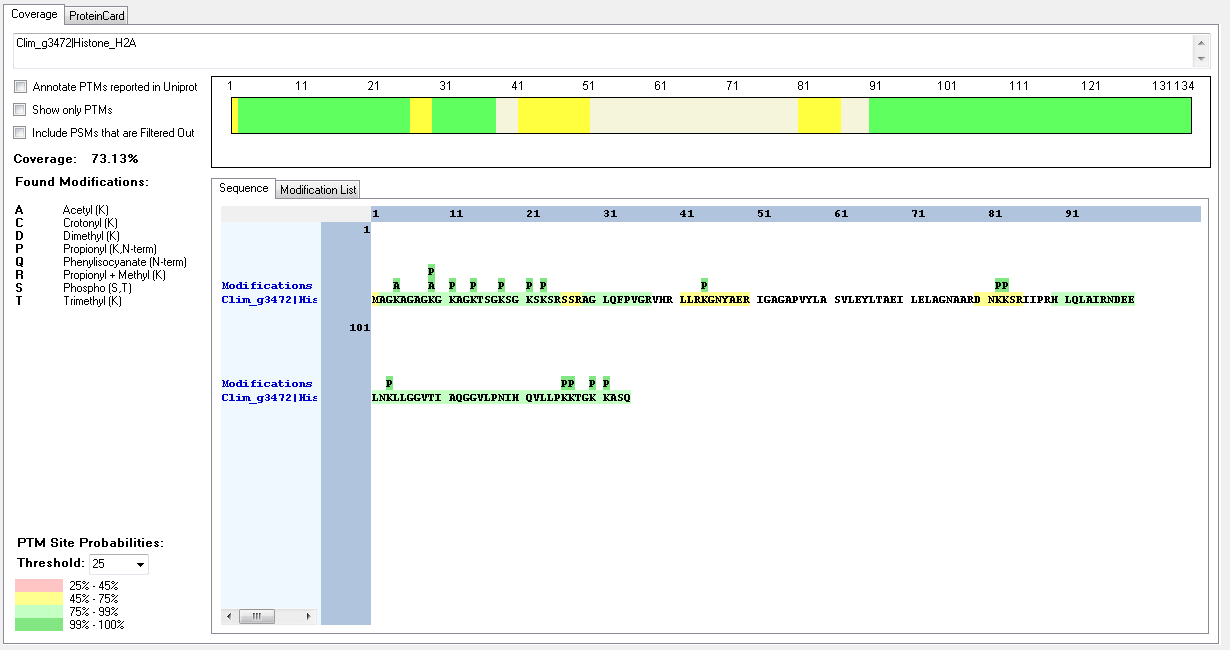 Coverage ProteinCard
Clim_g3472|Histone_H2A
Annotate PTMs reported in Uniprot
Show only PTMs
Include PSMs that are Filtered Out
Coverage: 73.13%
1 11 21 31 41 51 61 71 81 91 101 111 121 131 134
Found Modifications:
A Acetyl (K)
C Crotonyl (K)
D Dimethyl (K)
P Propionyl (K,N-term)
Q Phenylisocyanate (N-term)
R Propionyl + Methyl (K)
S Phospho (S,T)
T Trimethyl (K)
Sequence Modification List
1 11 21 31 41 51 61 71 81 91
1
P
Modifications A A P P P P P P PP
Clim_g3472|His MAGKAGAGKG KAGKTSGKSG KSKSRSSRAG LQFPVGRVHR LLRKGNYAER IGAGAPVYLA SVLEYLTAEI LELAGNAARD NKKSRIIPRH LQLAIRNDEE
101
Modifications P PP P P
Clim_g3472|His LNKLLGGVTI AQGGVLPNIH QVLLPKKTGK KASQ
PTM Site Probabilities:
Threshold: 25
25% - 45%
45% - 75%
75% - 99%
99% - 100%